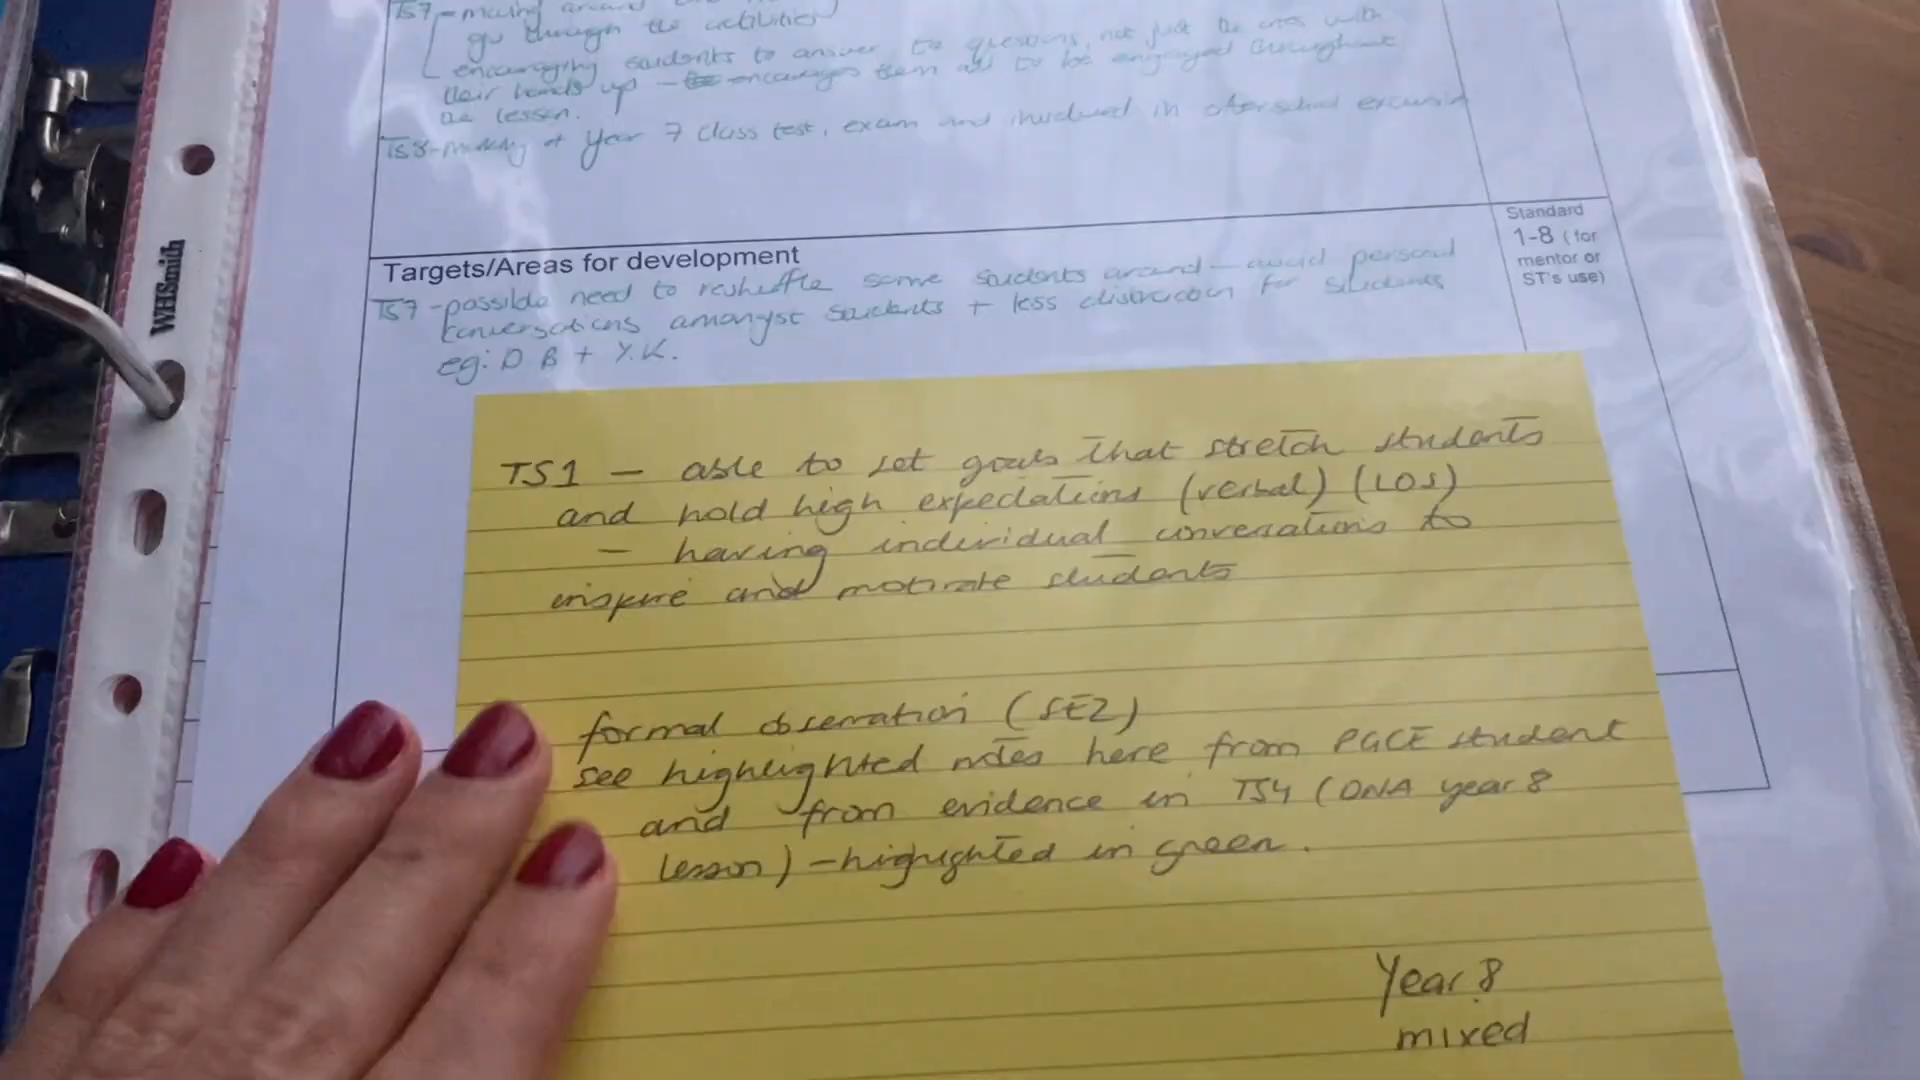 TS7 - moving around
go through the activities
encouraging students to answer the questions, not just the ones with
their hands up - encourages them all to be engaged throughout
the lesson.
TS8 - Making of Year 7 class test, exam and involved in afterschool excursion
WHSmith
Targets/Areas for development
Standard
1-8 (for
mentor or
ST's use)
TS7 - possible need to reshuffle some students around - avoid personal
conversations amongst students + less distraction for students
eg: D B + Y.K.
TS1 - able to set goals that stretch students
and hold high expectations (verbal) (LOs)
- having individual conversations to
inspire and motivate students
formal observation (SE2)
see highlighted notes here from PGCE student
and from evidence in TS4 (DNA year 8
lesson) - highlighted in green.
Year 8
mixed